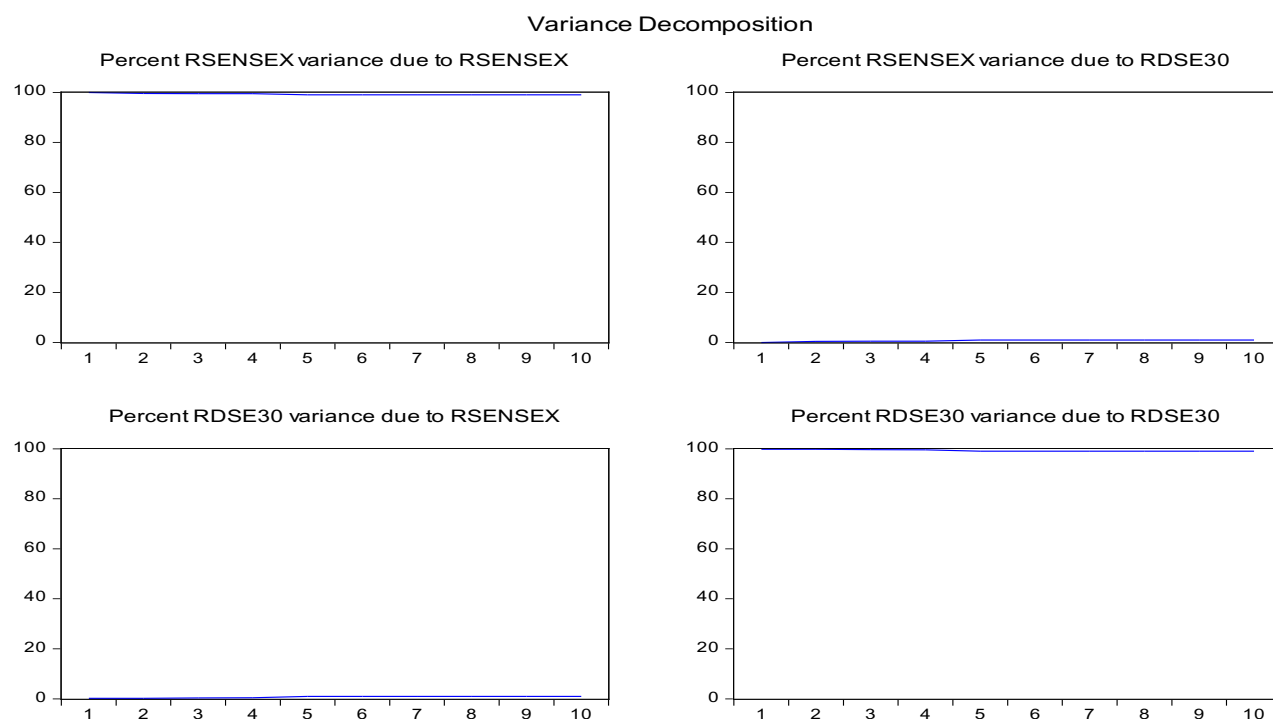 Variance Decomposition
Percent RSENSEX variance due to RSENSEX
100
80
60
40
20
0
1 2 3 4 5 6 7 8 9 10
Percent RSENSEX variance due to RDSE30
100
80
60
40
20
0
1 2 3 4 5 6 7 8 9 10
Percent RDSE30 variance due to RSENSEX
100
80
60
40
20
0
1 2 3 4 5 6 7 8 9 10
Percent RDSE30 variance due to RDSE30
100
80
60
40
20
0
1 2 3 4 5 6 7 8 9 10